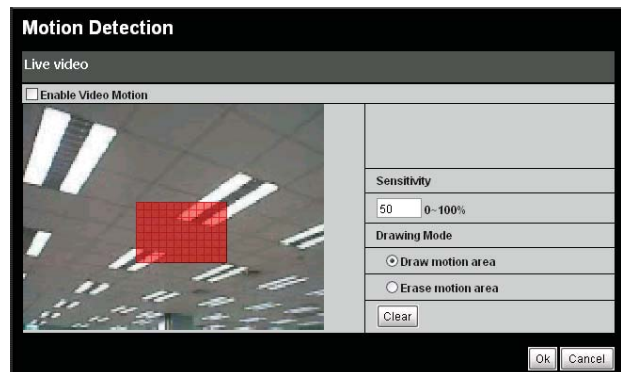 Motion Detection
Live video
Enable Video Motion
Sensitivity
50 0~100%
Drawing Mode
Draw motion area
Erase motion area
Clear
Ok Cancel